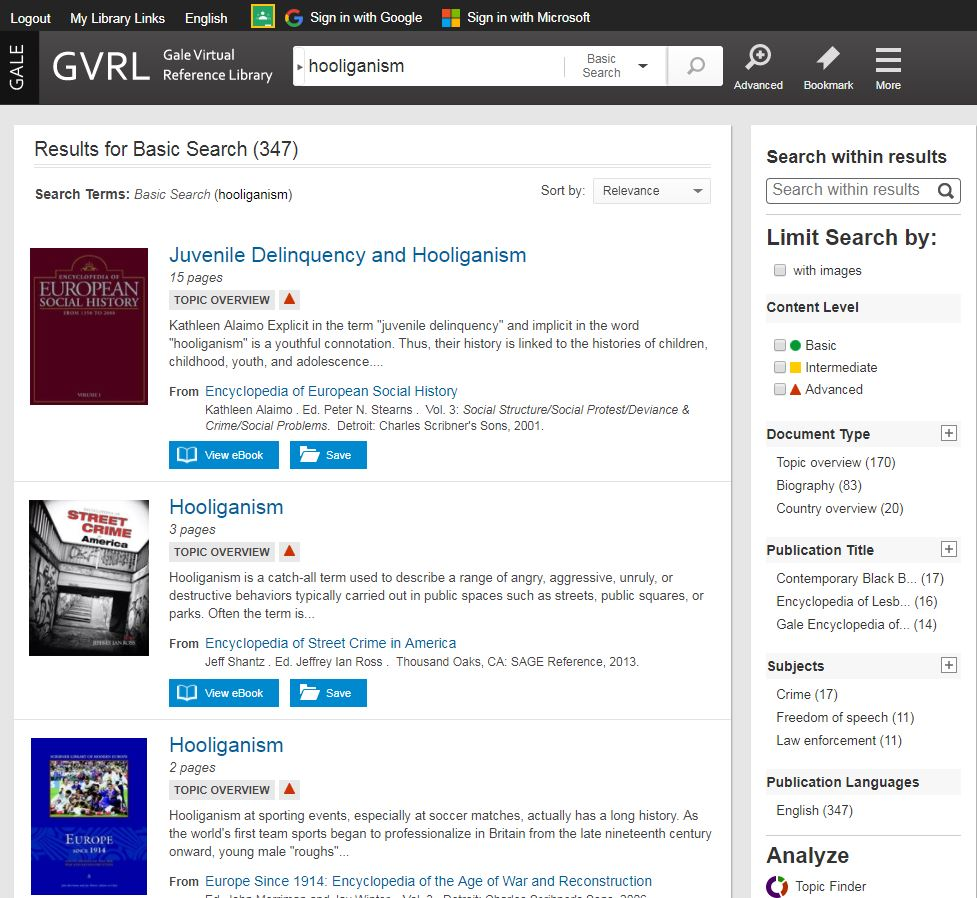 Logout My Library Links English Sign in with Google Sign in with Microsoft
GALE
GVRL Gale Virtual
Reference Library
hooliganism
Basic
Search
Advanced Bookmark More
Results for Basic Search (347)
Search Terms: Basic Search (hooliganism)
Sort by: Relevance
ENCYCLOPEDIA OF
EUROPEAN
SOCIAL HISTORY
FROM 1350 TO 2000
VOLUME 1
Juvenile Delinquency and Hooliganism
15 pages
TOPIC OVERVIEW
Kathleen Alaimo Explicit in the term "juvenile delinquency" and implicit in the word
"hooliganism" is a youthful connotation. Thus, their history is linked to the histories of children,
childhood, youth, and adolescence....
From Encyclopedia of European Social History
Kathleen Alaimo . Ed. Peter N. Stearns . Vol. 3: Social Structure/Social Protest/Deviance &
Crime/Social Problems. Detroit: Charles Scribner's Sons, 2001.
View eBook Save
STREET
CRIME
America
JEFFREY IAN ROSS
Hooliganism
3 pages
TOPIC OVERVIEW
Hooliganism is a catch-all term used to describe a range of angry, aggressive, unruly, or
destructive behaviors typically carried out in public spaces such as streets, public squares, or
parks. Often the term is...
From Encyclopedia of Street Crime in America
Jeff Shantz . Ed. Jeffrey Ian Ross . Thousand Oaks, CA: SAGE Reference, 2013.
View eBook Save
SCRIBNER LIBRARY OF MODERN EUROPE
EUROPE
SINCE 1914
Hooliganism
2 pages
TOPIC OVERVIEW
Hooliganism at sporting events, especially at soccer matches, actually has a long history. As
the world's first team sports began to professionalize in Britain from the late nineteenth century
onward, young male "roughs"...
From Europe Since 1914: Encyclopedia of the Age of War and Reconstruction
Search within results
Search within results
Limit Search by:
with images
Content Level
Basic
Intermediate
Advanced
Document Type +
Topic overview (170)
Biography (83)
Country overview (20)
Publication Title +
Contemporary Black B... (17)
Encyclopedia of Lesb... (16)
Gale Encyclopedia of... (14)
Subjects +
Crime (17)
Freedom of speech (11)
Law enforcement (11)
Publication Languages
English (347)
Analyze
Topic Finder